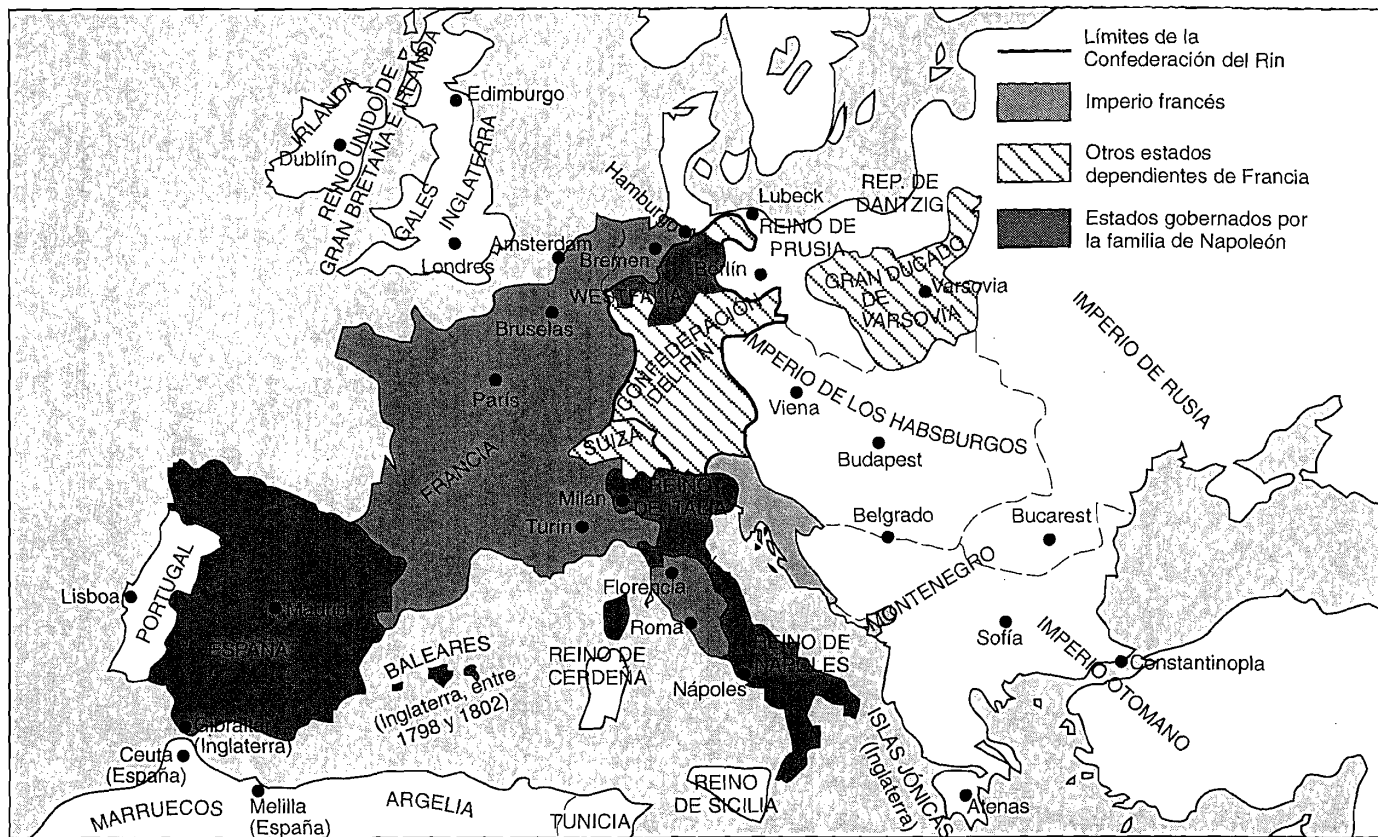 Límites de la
Confederación del Rin
Imperio francés
Otros estados
dependientes de Francia
Estados gobernados por
la familia de Napoleón
IRLANDA
Dublín
REINO UNIDO DE
GRAN BRETAÑA E IRLANDA
Edimburgo
GALES
INGLATERRA
Londres
Amsterdam
Hamburgo
Bremen
Lubeck
REINO DE
PRUSIA
REP. DE
DANTZIG
Berlín
WESTFALIA
Bruselas
GRAN DUCADO
DE
VARSOVIA
Varsovia
CONFEDERACIÓN
DEL RIN
IMPERIO DE RUSIA
París
IMPERIO DE LOS HABSBURGOS
Viena
Budapest
SUIZA
FRANCIA
Milán
REINO
DE ITALIA
Turín
Belgrado
Bucarest
PORTUGAL
Lisboa
Madrid
ESPAÑA
Florencia
Roma
MONTENEGRO
Sofía
IMPERIO OTOMANO
Constantinopla
BALEARES
(Inglaterra, entre
1798 y 1802)
REINO DE
CERDEÑA
REINO DE
NÁPOLES
Nápoles
Gibraltar
(Inglaterra)
Ceuta
(España)
ISLAS JÓNICAS
(Inglaterra)
Atenas
MARRUECOS
Melilla
(España)
ARGELIA
TUNICIA
REINO
DE SICILIA